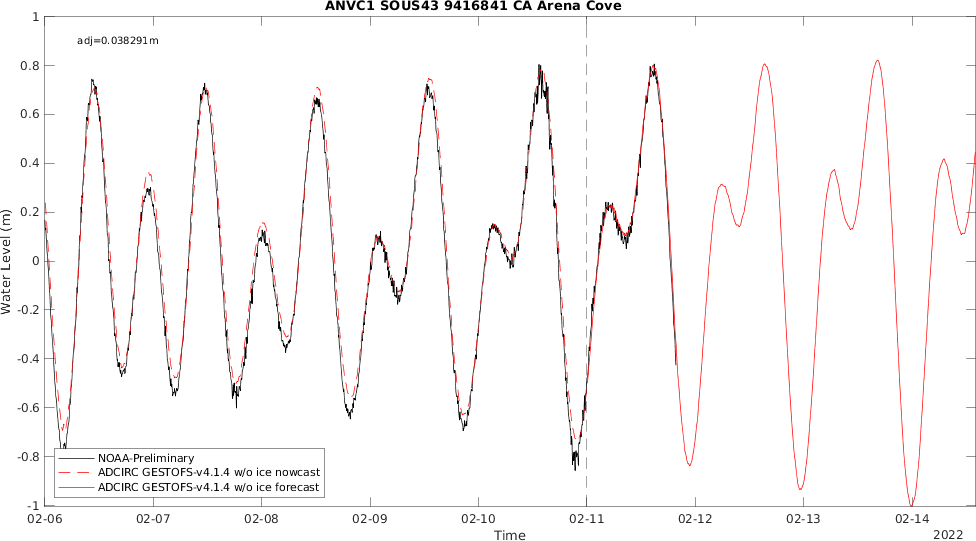 ANVC1 SOUS43 9416841 CA Arena Cove
adj=0.038291m
1
0.8
0.6
0.4
0.2
0
-0.2
-0.4
-0.6
-0.8
-1
Water Level (m)
NOAA-Preliminary
ADCIRC GESTOFS-v4.1.4 w/o ice nowcast
ADCIRC GESTOFS-v4.1.4 w/o ice forecast
02-06 02-07 02-08 02-09 02-10 02-11 02-12 02-13 02-14
Time
2022